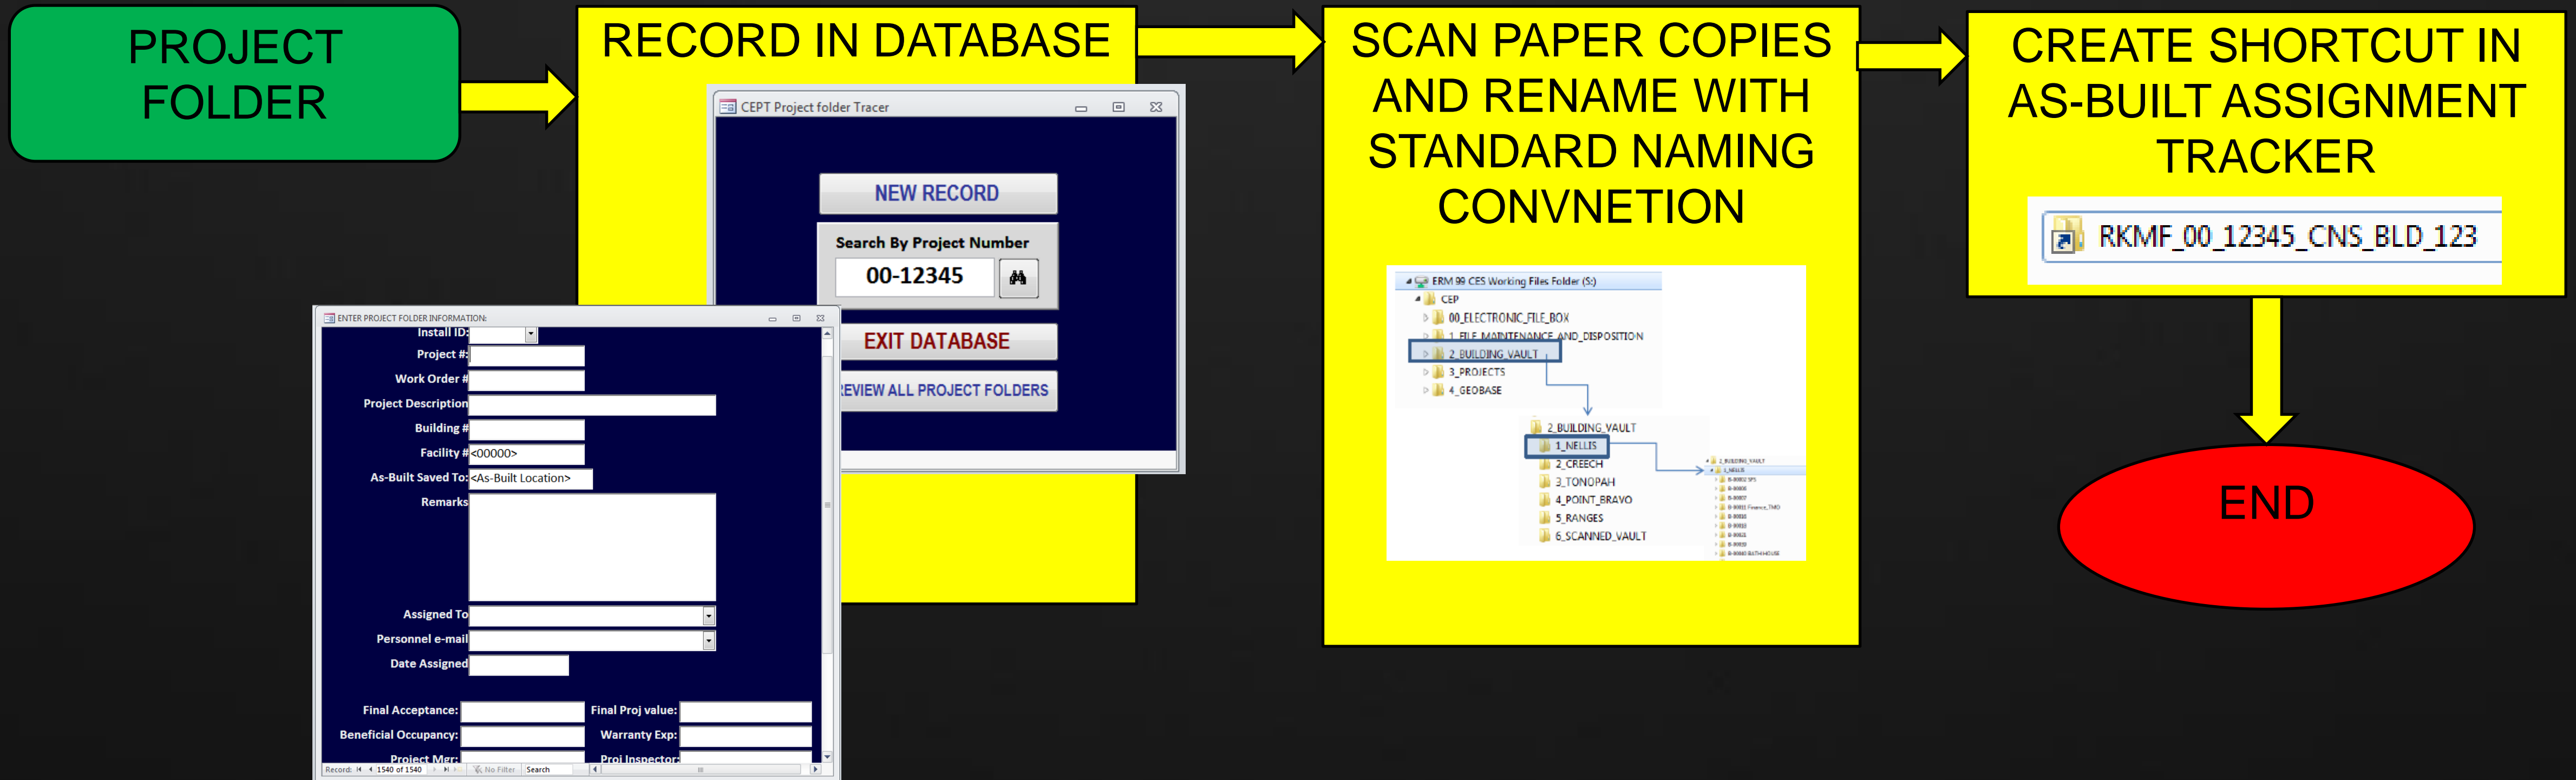 PROJECT
FOLDER
RECORD IN DATABASE
CEPT Project folder Tracer
NEW RECORD
Search By Project Number
00-12345
EXIT DATABASE
REVIEW ALL PROJECT FOLDERS
ENTER PROJECT FOLDER INFORMATION:
Install ID:
Project #:
Work Order #
Project Description
Building #
Facility # <00000>
As-Built Saved To: <As-Built Location>
Remarks
Assigned To
Personnel e-mail
Date Assigned
Final Acceptance: Final Proj value:
Beneficial Occupancy: Warranty Exp:
Project Mgr: Proj Inspector:
Record: 1540 of 1540 No Filter Search
SCAN PAPER COPIES
AND RENAME WITH
STANDARD NAMING
CONVNETION
ERM 99 CES Working Files Folder (S:)
CEP
00_ELECTRONIC_FILE_BOX
1_FILE_MAINTENANCE_AND_DISPOSITION
2_BUILDING_VAULT
3_PROJECTS
4_GEOBASE
2_BUILDING_VAULT
1_NELLIS
2_CREECH
3_TONOPAH
4_POINT_BRAVO
5_RANGES
6_SCANNED_VAULT
2_BUILDING_VAULT
1_NELLIS
CREATE SHORTCUT IN
AS-BUILT ASSIGNMENT
TRACKER
RKMF_00_12345_CNS_BLD_123
END